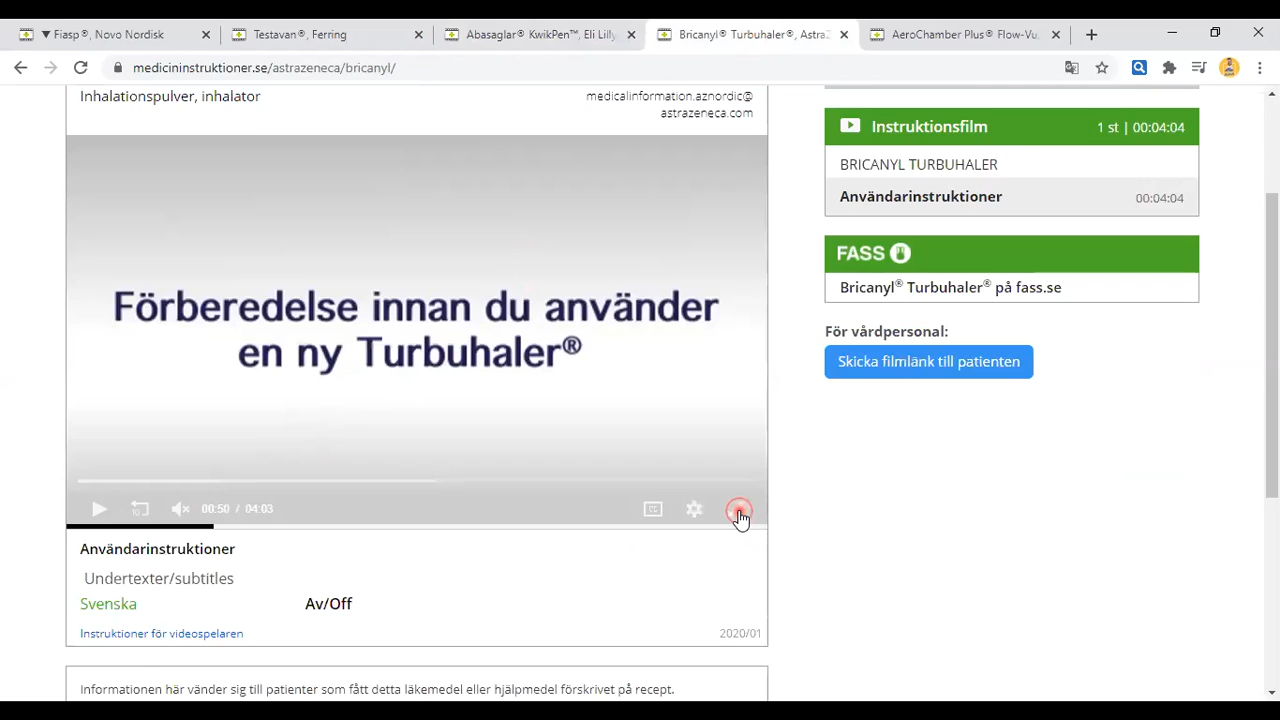 ▼ Fiasp ®, Novo Nordisk
Testavan®, Ferring
Abasaglar® KwikPen™, Eli Lilly
Bricanyl® Turbuhaler®, Astra
AeroChamber Plus® Flow-Vu
medicininstruktioner.se/astrazeneca/bricanyl/
Inhalationspulver, inhalator
medicalinformation.aznordic@
astrazeneca.com
Förberedelse innan du använder
en ny Turbuhaler®
10
00:50 / 04:03
CC
Användarinstruktioner
Undertexter/subtitles
Svenska Av/Off
Instruktioner för videospelaren 2020/01
Informationen här vänder sig till patienter som fått detta läkemedel eller hjälpmedel förskrivet på recept.
Instruktionsfilm 1 st | 00:04:04
BRICANYL TURBUHALER
Användarinstruktioner 00:04:04
FASS
Bricanyl® Turbuhaler® på fass.se
För vårdpersonal:
Skicka filmlänk till patienten